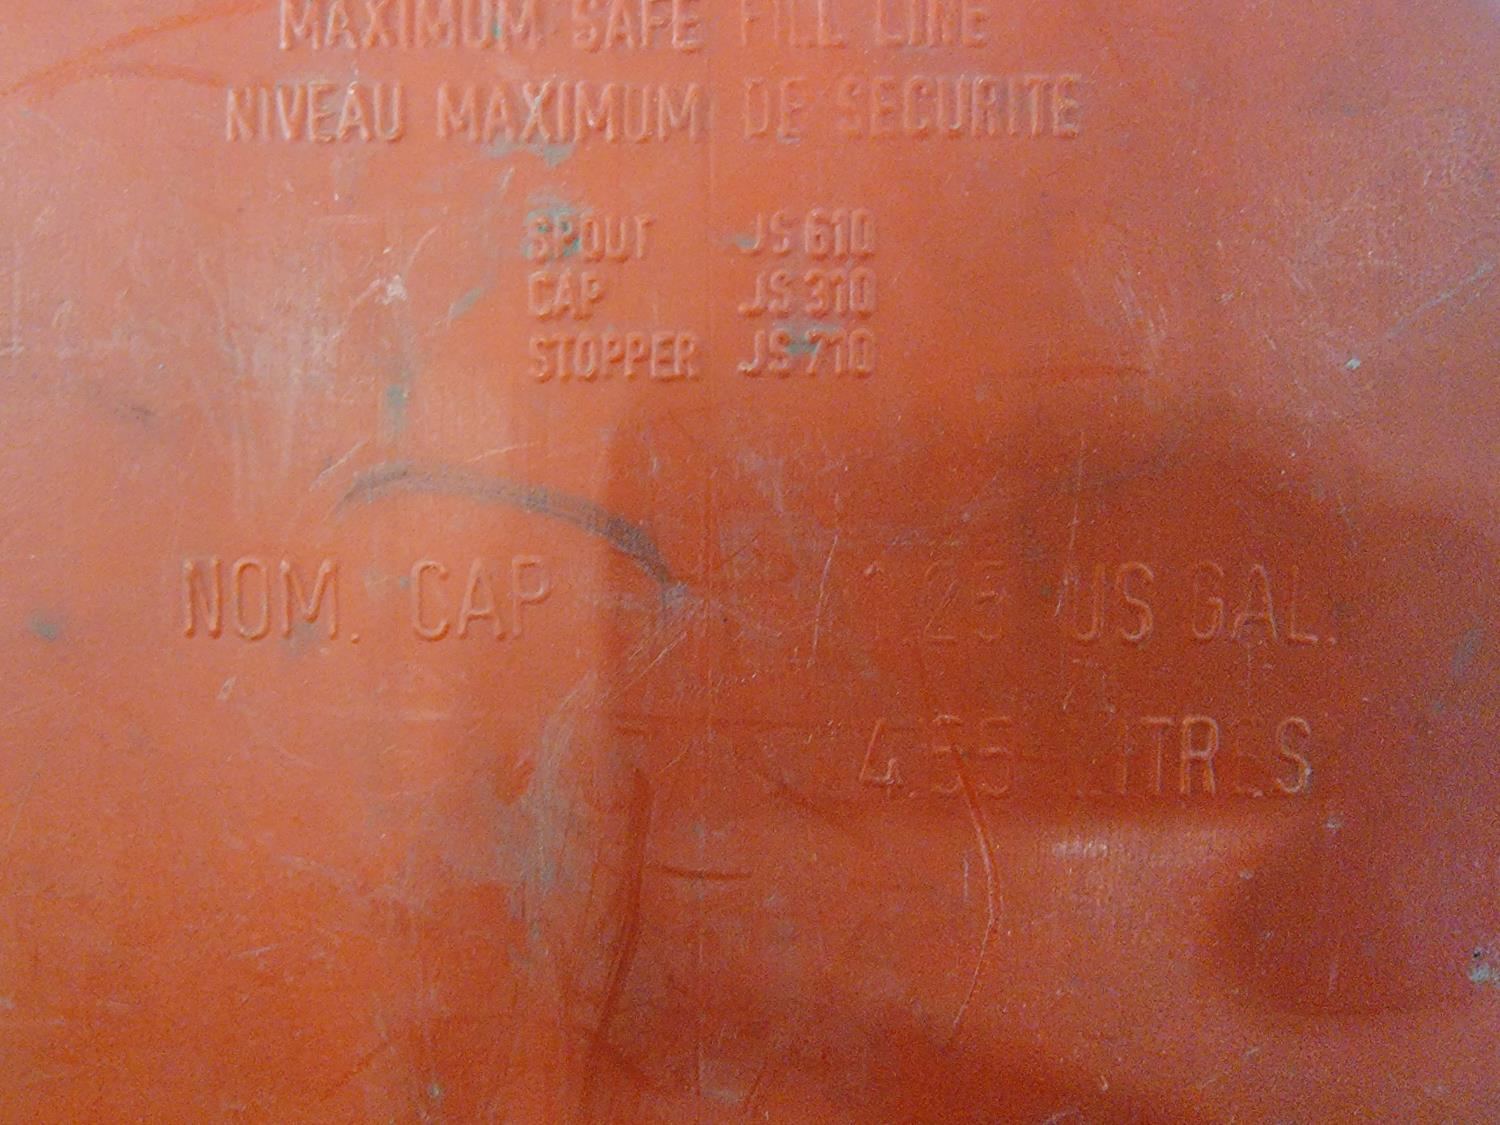 MAXIMUM SAFE FILL LINE
NIVEAU MAXIMUM DE SECURITE
SPOUT JS 610
CAP JS 310
STOPPER JS 710
NOM. CAP 1.25 US GAL.
4.55 LITRES